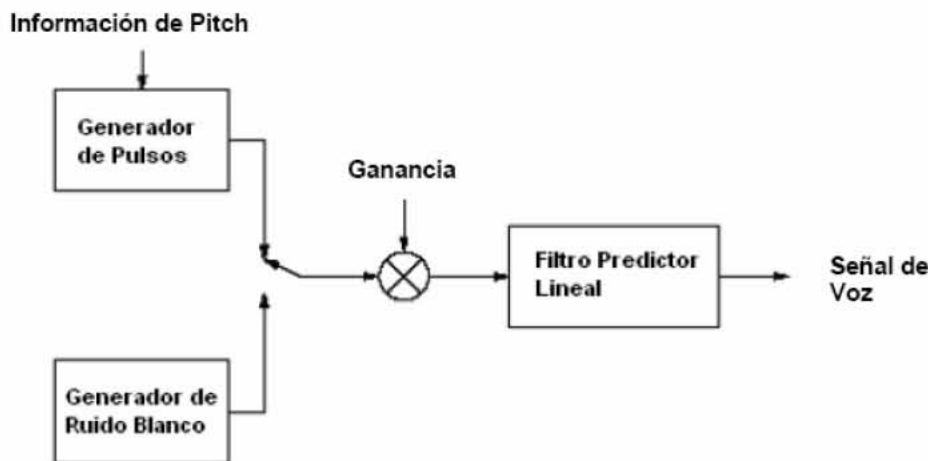 Información de Pitch
Generador
de Pulsos
Ganancia
Filtro Predictor
Lineal
Señal de
Voz
Generador de
Ruido Blanco